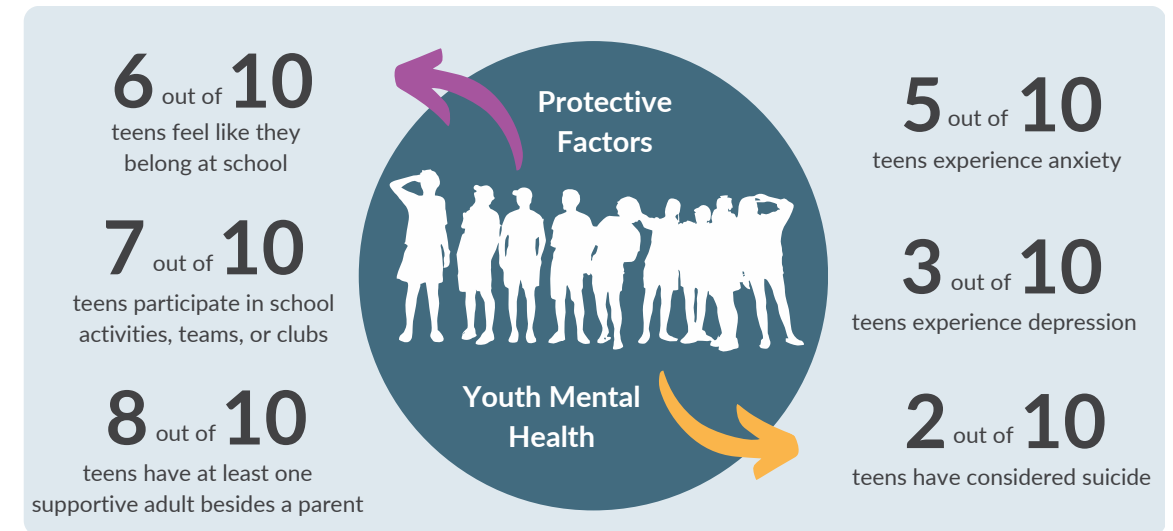 6 out of 10
teens feel like they
belong at school
7 out of 10
teens participate in school
activities, teams, or clubs
8 out of 10
teens have at least one
supportive adult besides a parent
Protective
Factors
Youth Mental
Health
5 out of 10
teens experience anxiety
3 out of 10
teens experience depression
2 out of 10
teens have considered suicide